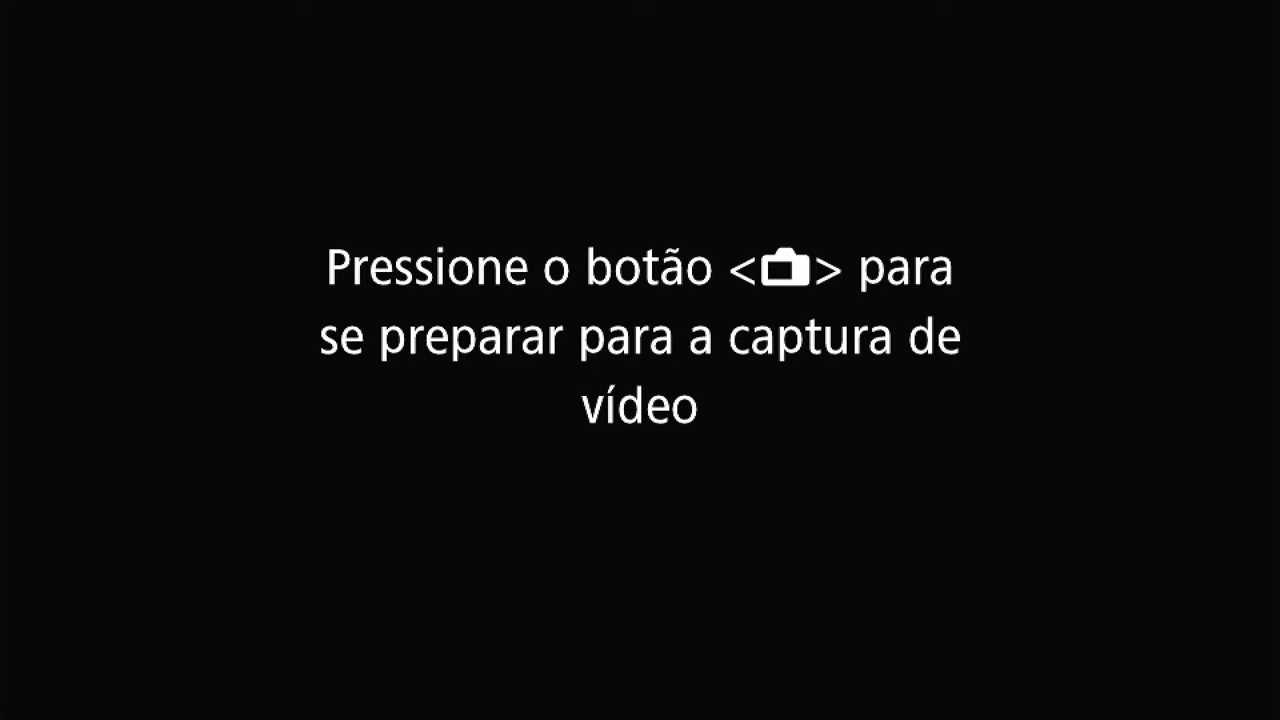 Pressione o botão <📷> para
se preparar para a captura de
vídeo